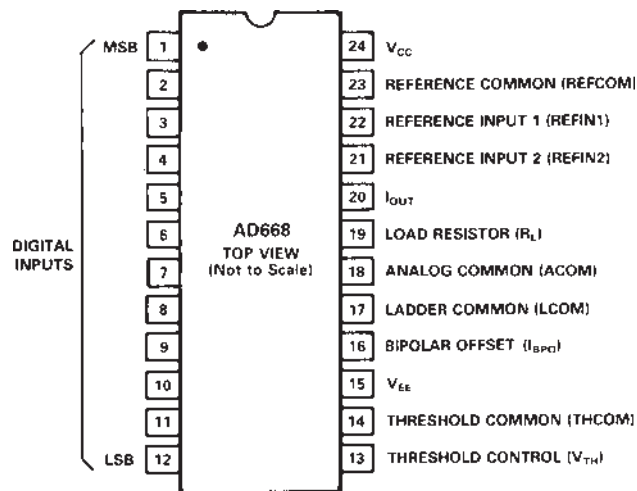 MSB 1 24 VCC
2 23 REFERENCE COMMON (REFCOM)
3 22 REFERENCE INPUT 1 (REFIN1)
4 21 REFERENCE INPUT 2 (REFIN2)
5 20 IOUT
6 19 LOAD RESISTOR (RL)
7 18 ANALOG COMMON (ACOM)
8 17 LADDER COMMON (LCOM)
9 16 BIPOLAR OFFSET (IBPO)
10 15 VEE
11 14 THRESHOLD COMMON (THCOM)
LSB 12 13 THRESHOLD CONTROL (VTH)
DIGITAL
INPUTS
AD668
TOP VIEW
(Not to Scale)